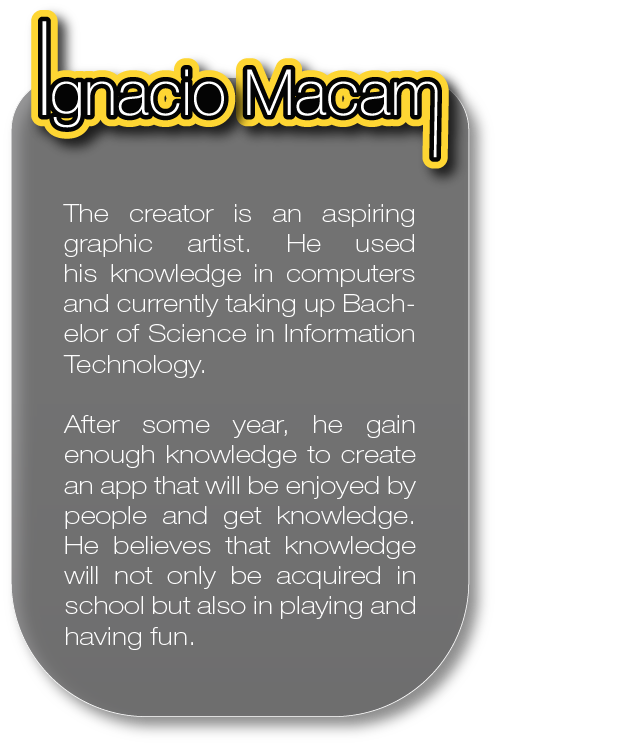 Ignacio Macam
The creator is an aspiring
graphic artist. He used
his knowledge in computers
and currently taking up Bach-
elor of Science in Information
Technology.
After some year, he gain
enough knowledge to create
an app that will be enjoyed by
people and get knowledge.
He believes that knowledge
will not only be acquired in
school but also in playing and
having fun.